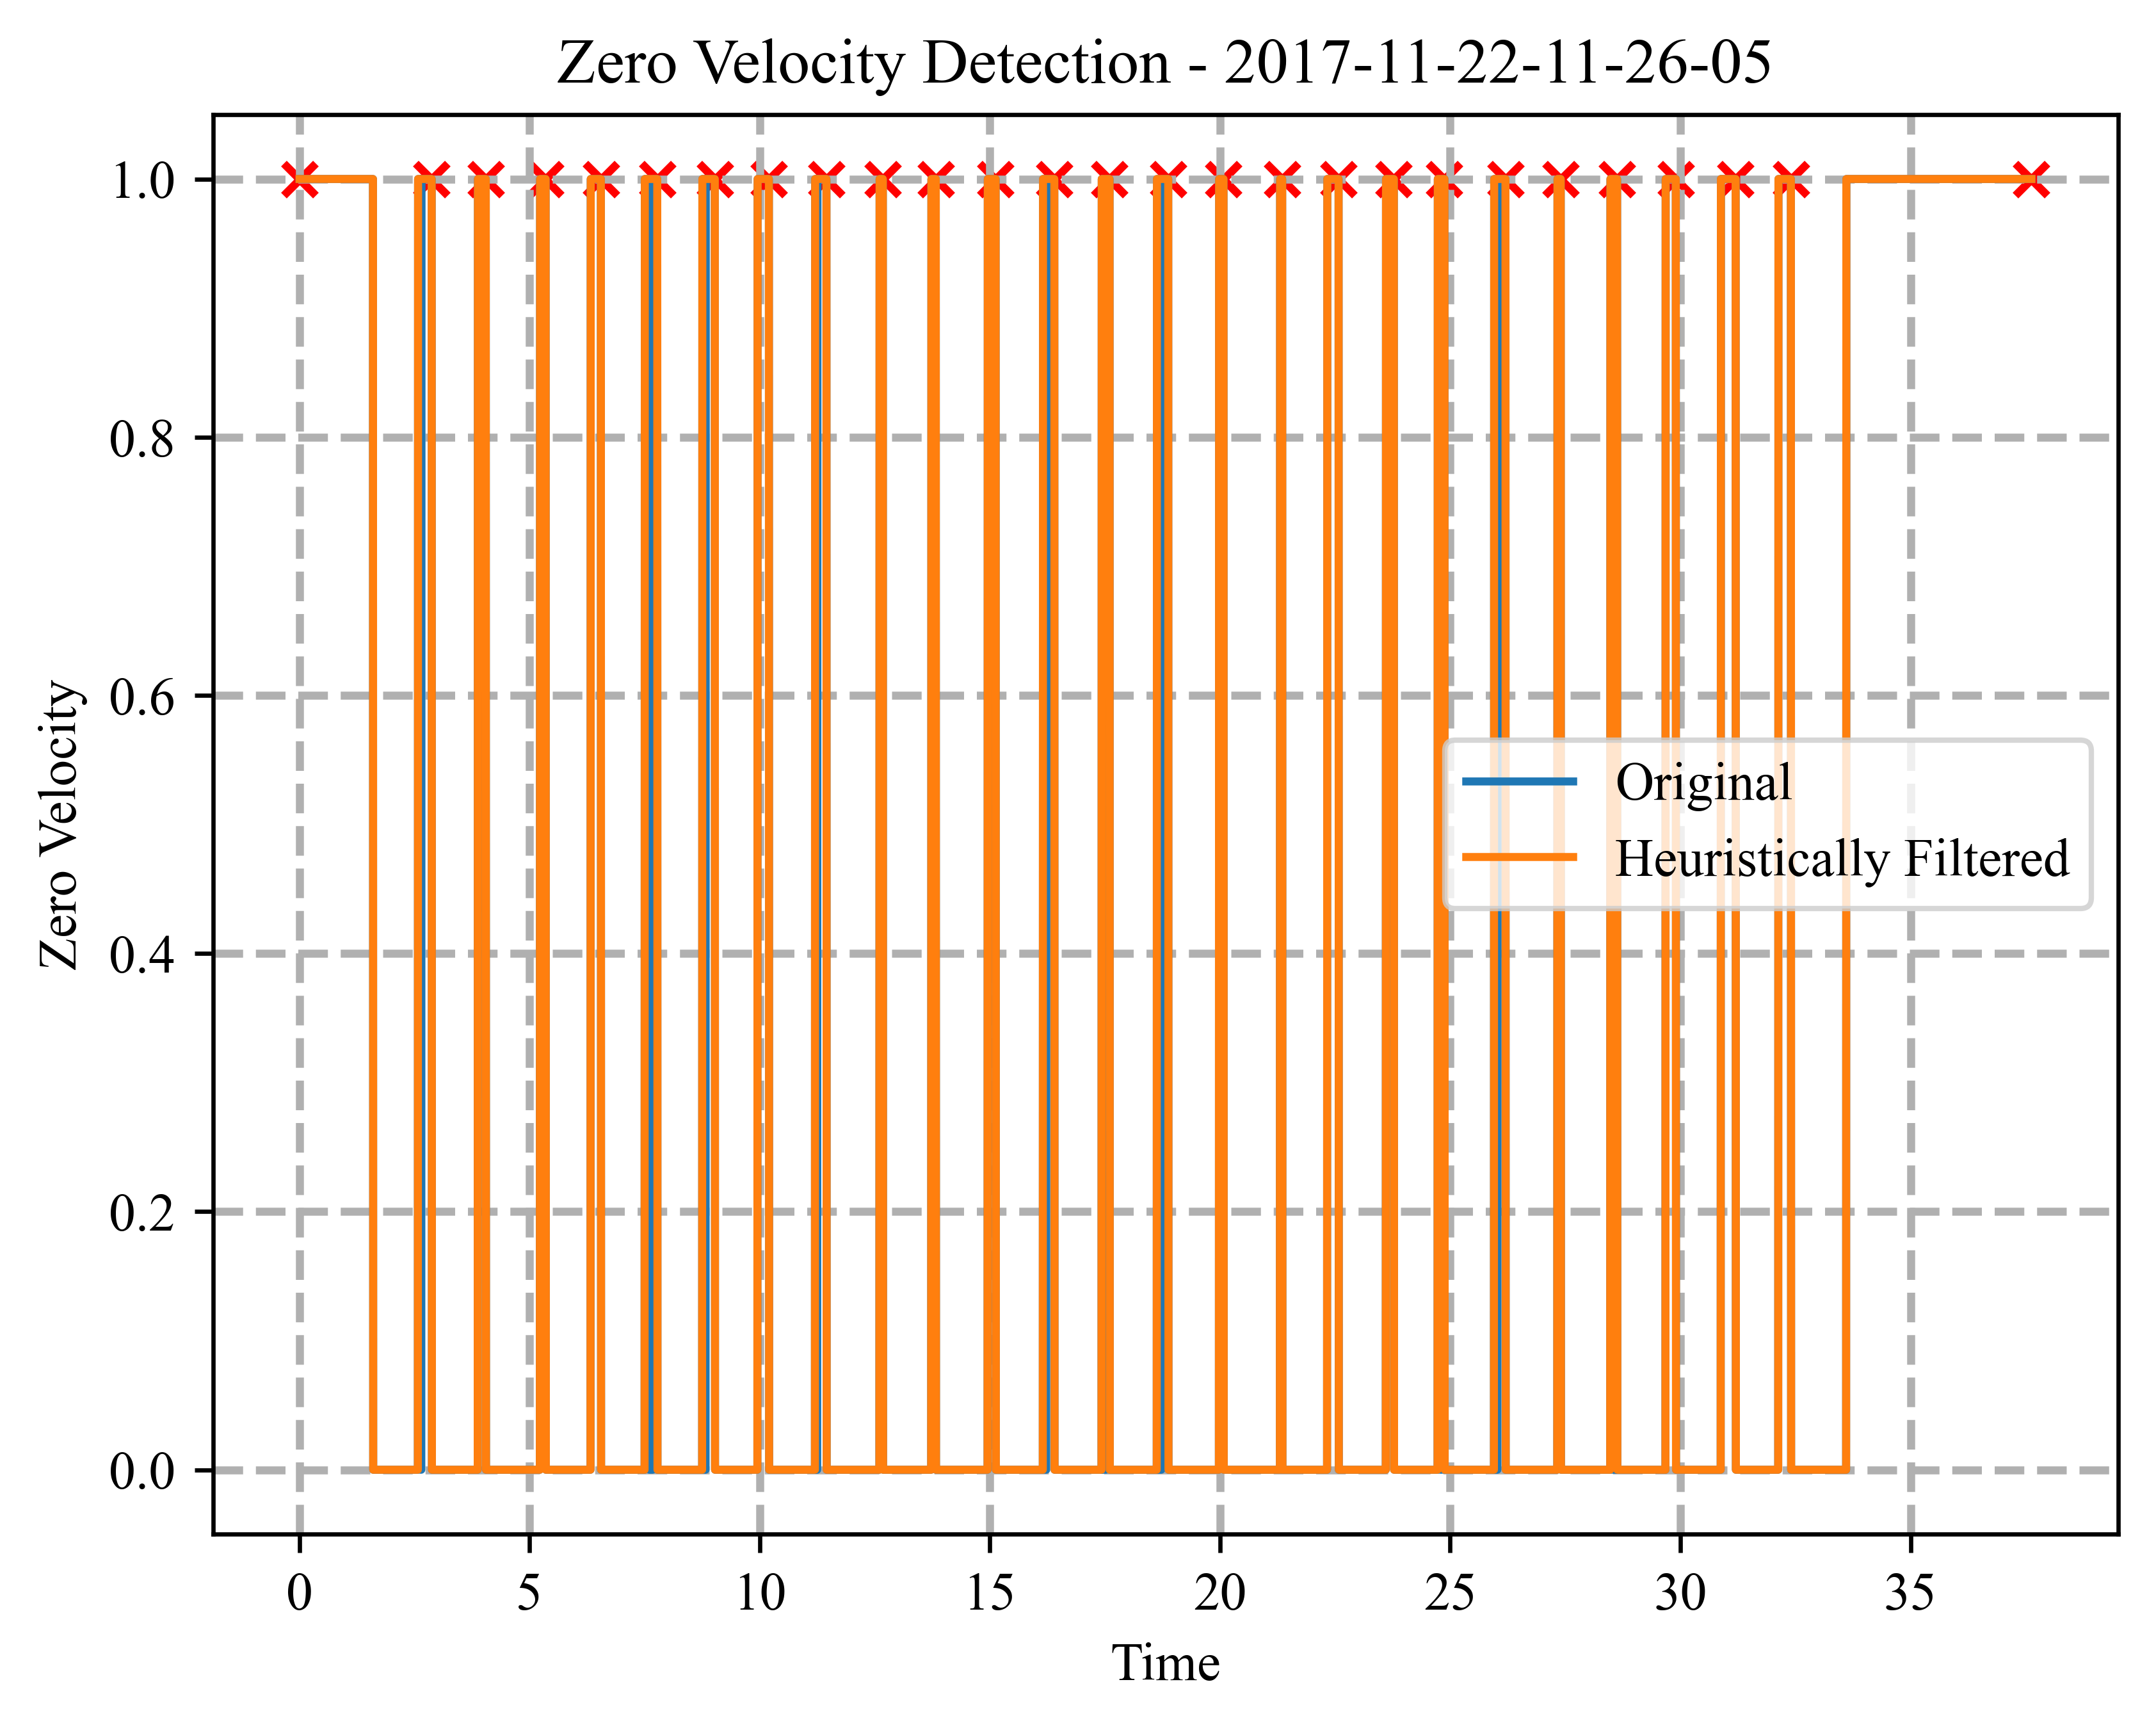 Zero Velocity Detection - 2017-11-22-11-26-05
1.0
0.8
0.6
0.4
0.2
0.0
Zero Velocity
Original
Heuristically Filtered
0 5 10 15 20 25 30 35
Time